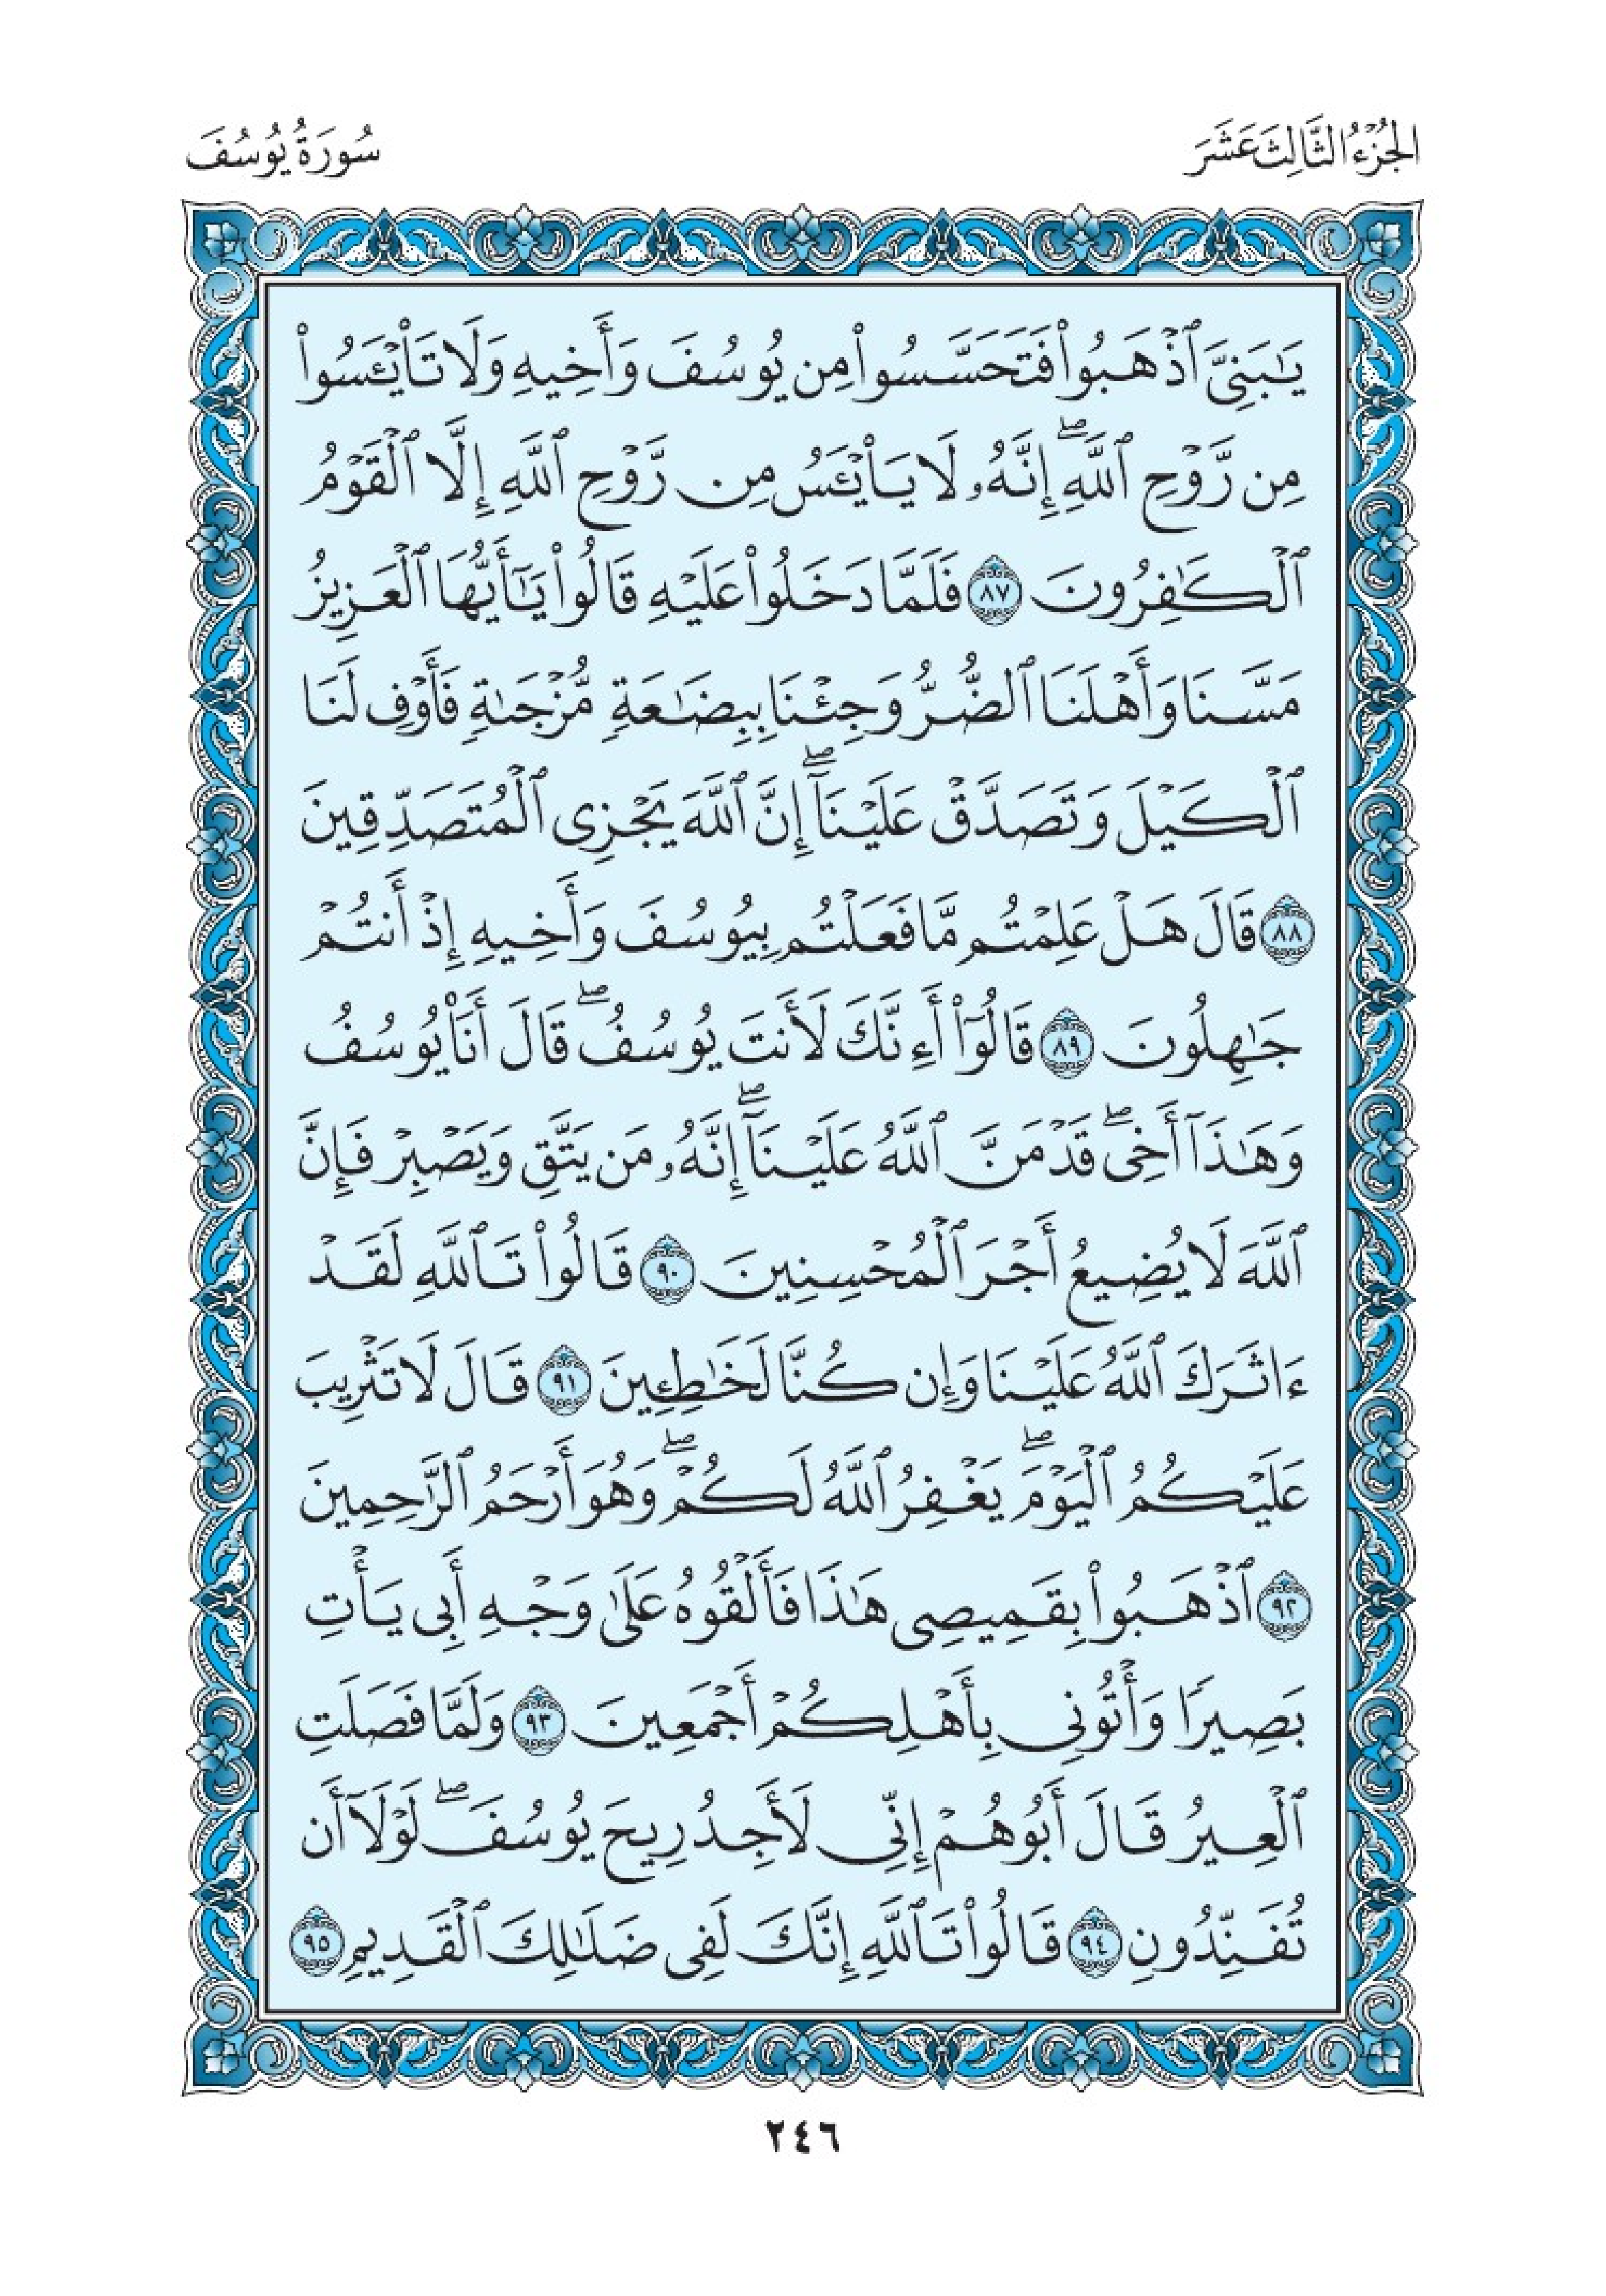 الجُزْءُ الثَّالِثَ عَشَرَ
سُورَةُ يُوسُفَ
يَٰبَنِيَّ ٱذْهَبُوا۟ فَتَحَسَّسُوا۟ مِن يُوسُفَ وَأَخِيهِ وَلَا تَا۟يْـَٔسُوا۟
مِن رَّوْحِ ٱللَّهِ ۖ إِنَّهُۥ لَا يَا۟يْـَٔسُ مِن رَّوْحِ ٱللَّهِ إِلَّا ٱلْقَوْمُ
ٱلْكَٰفِرُونَ ٨٧ فَلَمَّا دَخَلُوا۟ عَلَيْهِ قَالُوا۟ يَٰٓأَيُّهَا ٱلْعَزِيزُ
مَسَّنَا وَأَهْلَنَا ٱلضُّرُّ وَجِئْنَا بِبِضَٰعَةٍ مُّزْجَىٰةٍ فَأَوْفِ لَنَا
ٱلْكَيْلَ وَتَصَدَّقْ عَلَيْنَآ ۖ إِنَّ ٱللَّهَ يَجْزِى ٱلْمُتَصَدِّقِينَ
٨٨ قَالَ هَلْ عَلِمْتُم مَّا فَعَلْتُم بِيُوسُفَ وَأَخِيهِ إِذْ أَنتُمْ
جَٰهِلُونَ ٨٩ قَالُوٓا۟ أَءِنَّكَ لَأَنتَ يُوسُفُ ۖ قَالَ أَنَا۠ يُوسُفُ
وَهَٰذَآ أَخِى ۖ قَدْ مَنَّ ٱللَّهُ عَلَيْنَآ ۖ إِنَّهُۥ مَن يَتَّقِ وَيَصْبِرْ فَإِنَّ
ٱللَّهَ لَا يُضِيعُ أَجْرَ ٱلْمُحْسِنِينَ ٩٠ قَالُوا۟ تَٱللَّهِ لَقَدْ
ءَاثَرَكَ ٱللَّهُ عَلَيْنَا وَإِن كُنَّا لَخَٰطِـِٔينَ ٩١ قَالَ لَا تَثْرِيبَ
عَلَيْكُمُ ٱلْيَوْمَ ۖ يَغْفِرُ ٱللَّهُ لَكُمْ ۖ وَهُوَ أَرْحَمُ ٱلرَّٰحِمِينَ
٩٢ ٱذْهَبُوا۟ بِقَمِيصِى هَٰذَا فَأَلْقُوهُ عَلَىٰ وَجْهِ أَبِى يَأْتِ
بَصِيرًا وَأْتُونِى بِأَهْلِكُمْ أَجْمَعِينَ ٩٣ وَلَمَّا فَصَلَتِ
ٱلْعِيرُ قَالَ أَبُوهُمْ إِنِّى لَأَجِدُ رِيحَ يُوسُفَ ۖ لَوْلَآ أَن
تُفَنِّدُونِ ٩٤ قَالُوا۟ تَٱللَّهِ إِنَّكَ لَفِى ضَلَٰلِكَ ٱلْقَدِيمِ ٩٥
٢٤٦